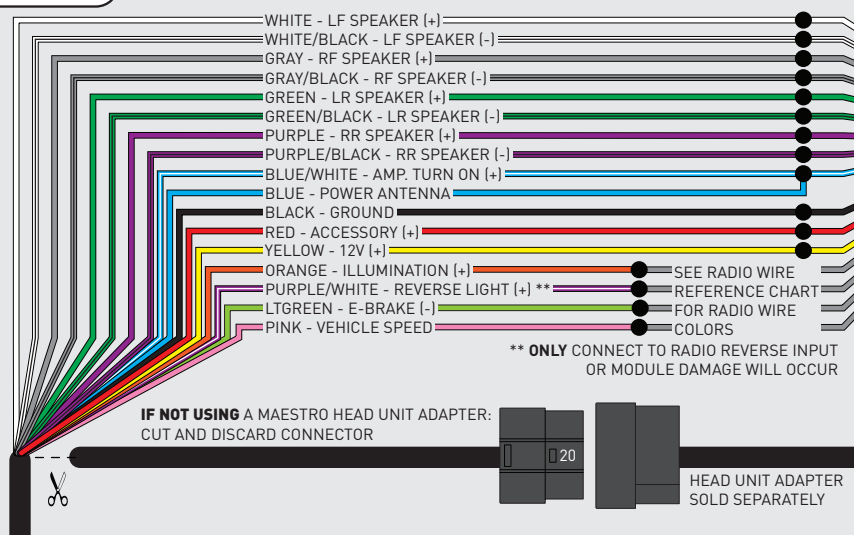 WHITE - LF SPEAKER (+)
WHITE/BLACK - LF SPEAKER (-)
GRAY - RF SPEAKER (+)
GRAY/BLACK - RF SPEAKER (-)
GREEN - LR SPEAKER (+)
GREEN/BLACK - LR SPEAKER (-)
PURPLE - RR SPEAKER (+)
PURPLE/BLACK - RR SPEAKER (-)
BLUE/WHITE - AMP. TURN ON (+)
BLUE - POWER ANTENNA
BLACK - GROUND
RED - ACCESSORY (+)
YELLOW - 12V (+)
ORANGE - ILLUMINATION (+)
PURPLE/WHITE - REVERSE LIGHT (+) **
LTGREEN - E-BRAKE (-)
PINK - VEHICLE SPEED
SEE RADIO WIRE
REFERENCE CHART
FOR RADIO WIRE
COLORS
** ONLY CONNECT TO RADIO REVERSE INPUT
OR MODULE DAMAGE WILL OCCUR
IF NOT USING A MAESTRO HEAD UNIT ADAPTER:
CUT AND DISCARD CONNECTOR
20
HEAD UNIT ADAPTER
SOLD SEPARATELY